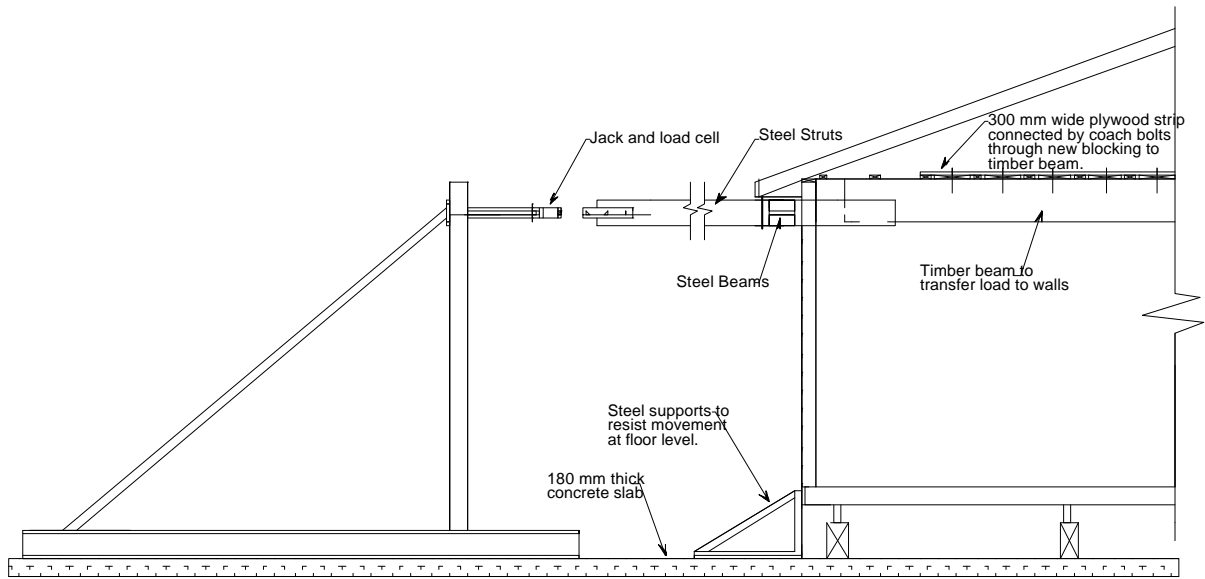 300 mm wide plywood strip
connected by coach bolts
through new blocking to
timber beam.
Jack and load cell
Steel Struts
Steel Beams
Timber beam to
transfer load to walls
Steel supports to
resist movement
at floor level.
180 mm thick
concrete slab